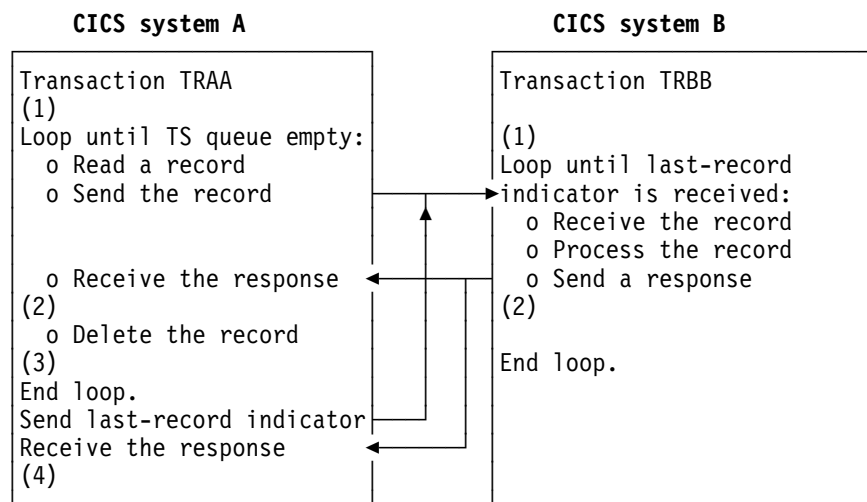 CICS system A
Transaction TRAA
(1)
Loop until TS queue empty:
o Read a record
o Send the record
o Receive the response
(2)
o Delete the record
(3)
End loop.
Send last-record indicator
Receive the response
(4)
CICS system B
Transaction TRBB
(1)
Loop until last-record
indicator is received:
o Receive the record
o Process the record
o Send a response
(2)
End loop.